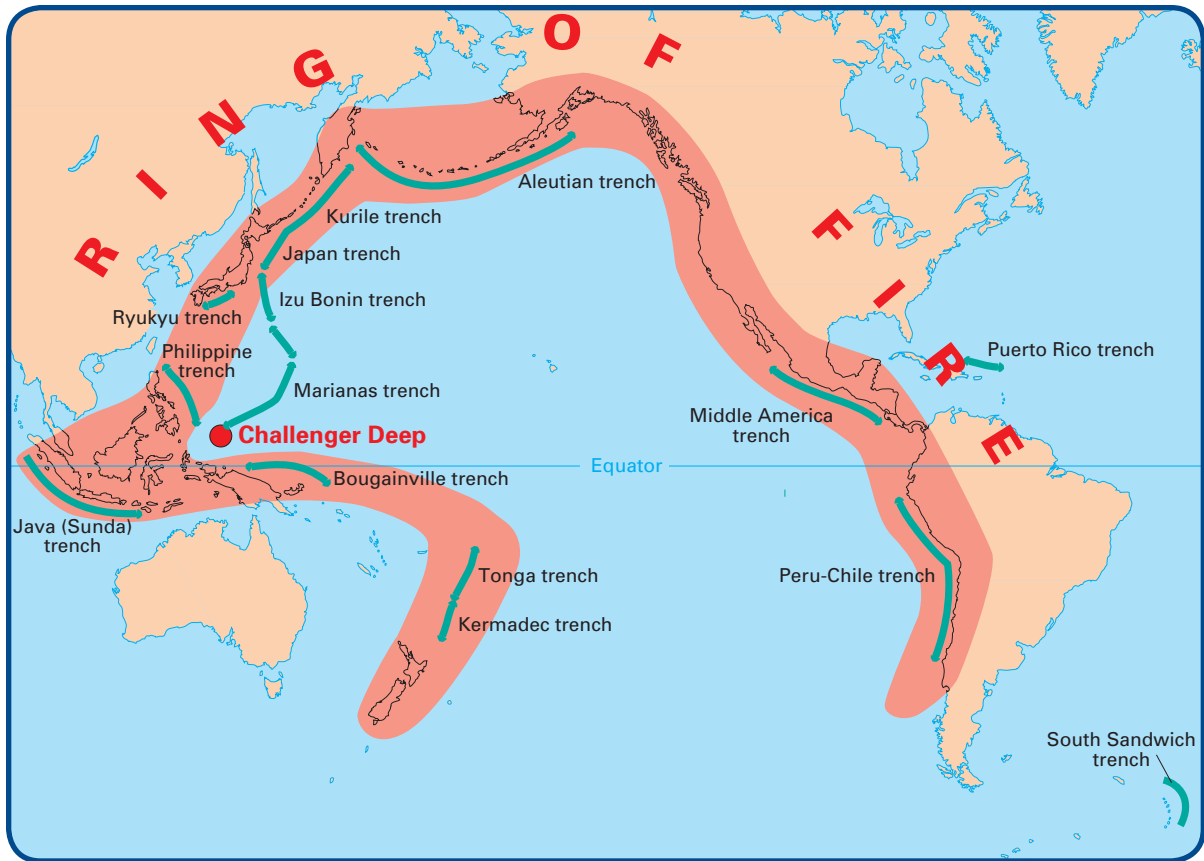 RING OF FIRE
Aleutian trench
Kurile trench
Japan trench
Izu Bonin trench
Ryukyu trench
Philippine
trench
Marianas trench
Challenger Deep
Puerto Rico trench
Middle America
trench
Equator
Bougainville trench
Java (Sunda)
trench
Tonga trench
Kermadec trench
Peru-Chile trench
South Sandwich
trench